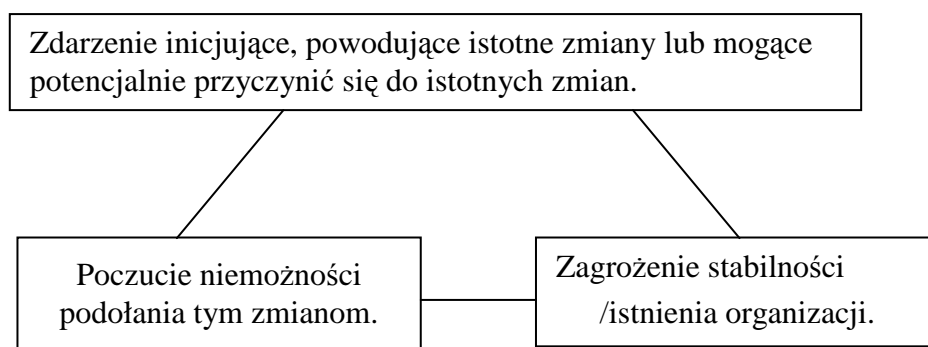 Zdarzenie inicjujące, powodujące istotne zmiany lub mogące
potencjalnie przyczynić się do istotnych zmian.
Poczucie niemożności
podołania tym zmianom.
Zagrożenie stabilności
/istnienia organizacji.